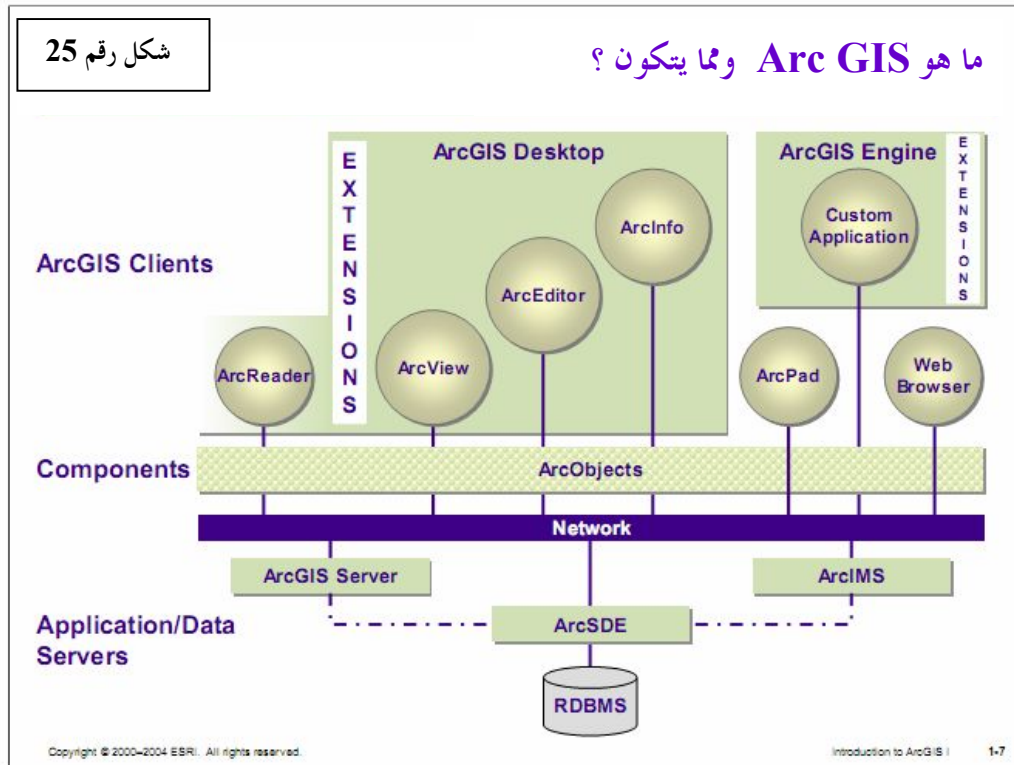 شكل رقم 25
ما هو Arc GIS ومما يتكون ؟
ArcGIS Desktop
EXTENSIONS
ArcGIS Engine
EXTENSIONS
ArcGIS Clients
ArcReader
ArcView
ArcEditor
ArcInfo
Custom
Application
ArcPad
Web
Browser
Components
ArcObjects
Network
ArcGIS Server
ArcIMS
Application/Data
Servers
ArcSDE
RDBMS
Copyright © 2000–2004 ESRI. All rights reserved.
Introduction to ArcGIS I
1-7